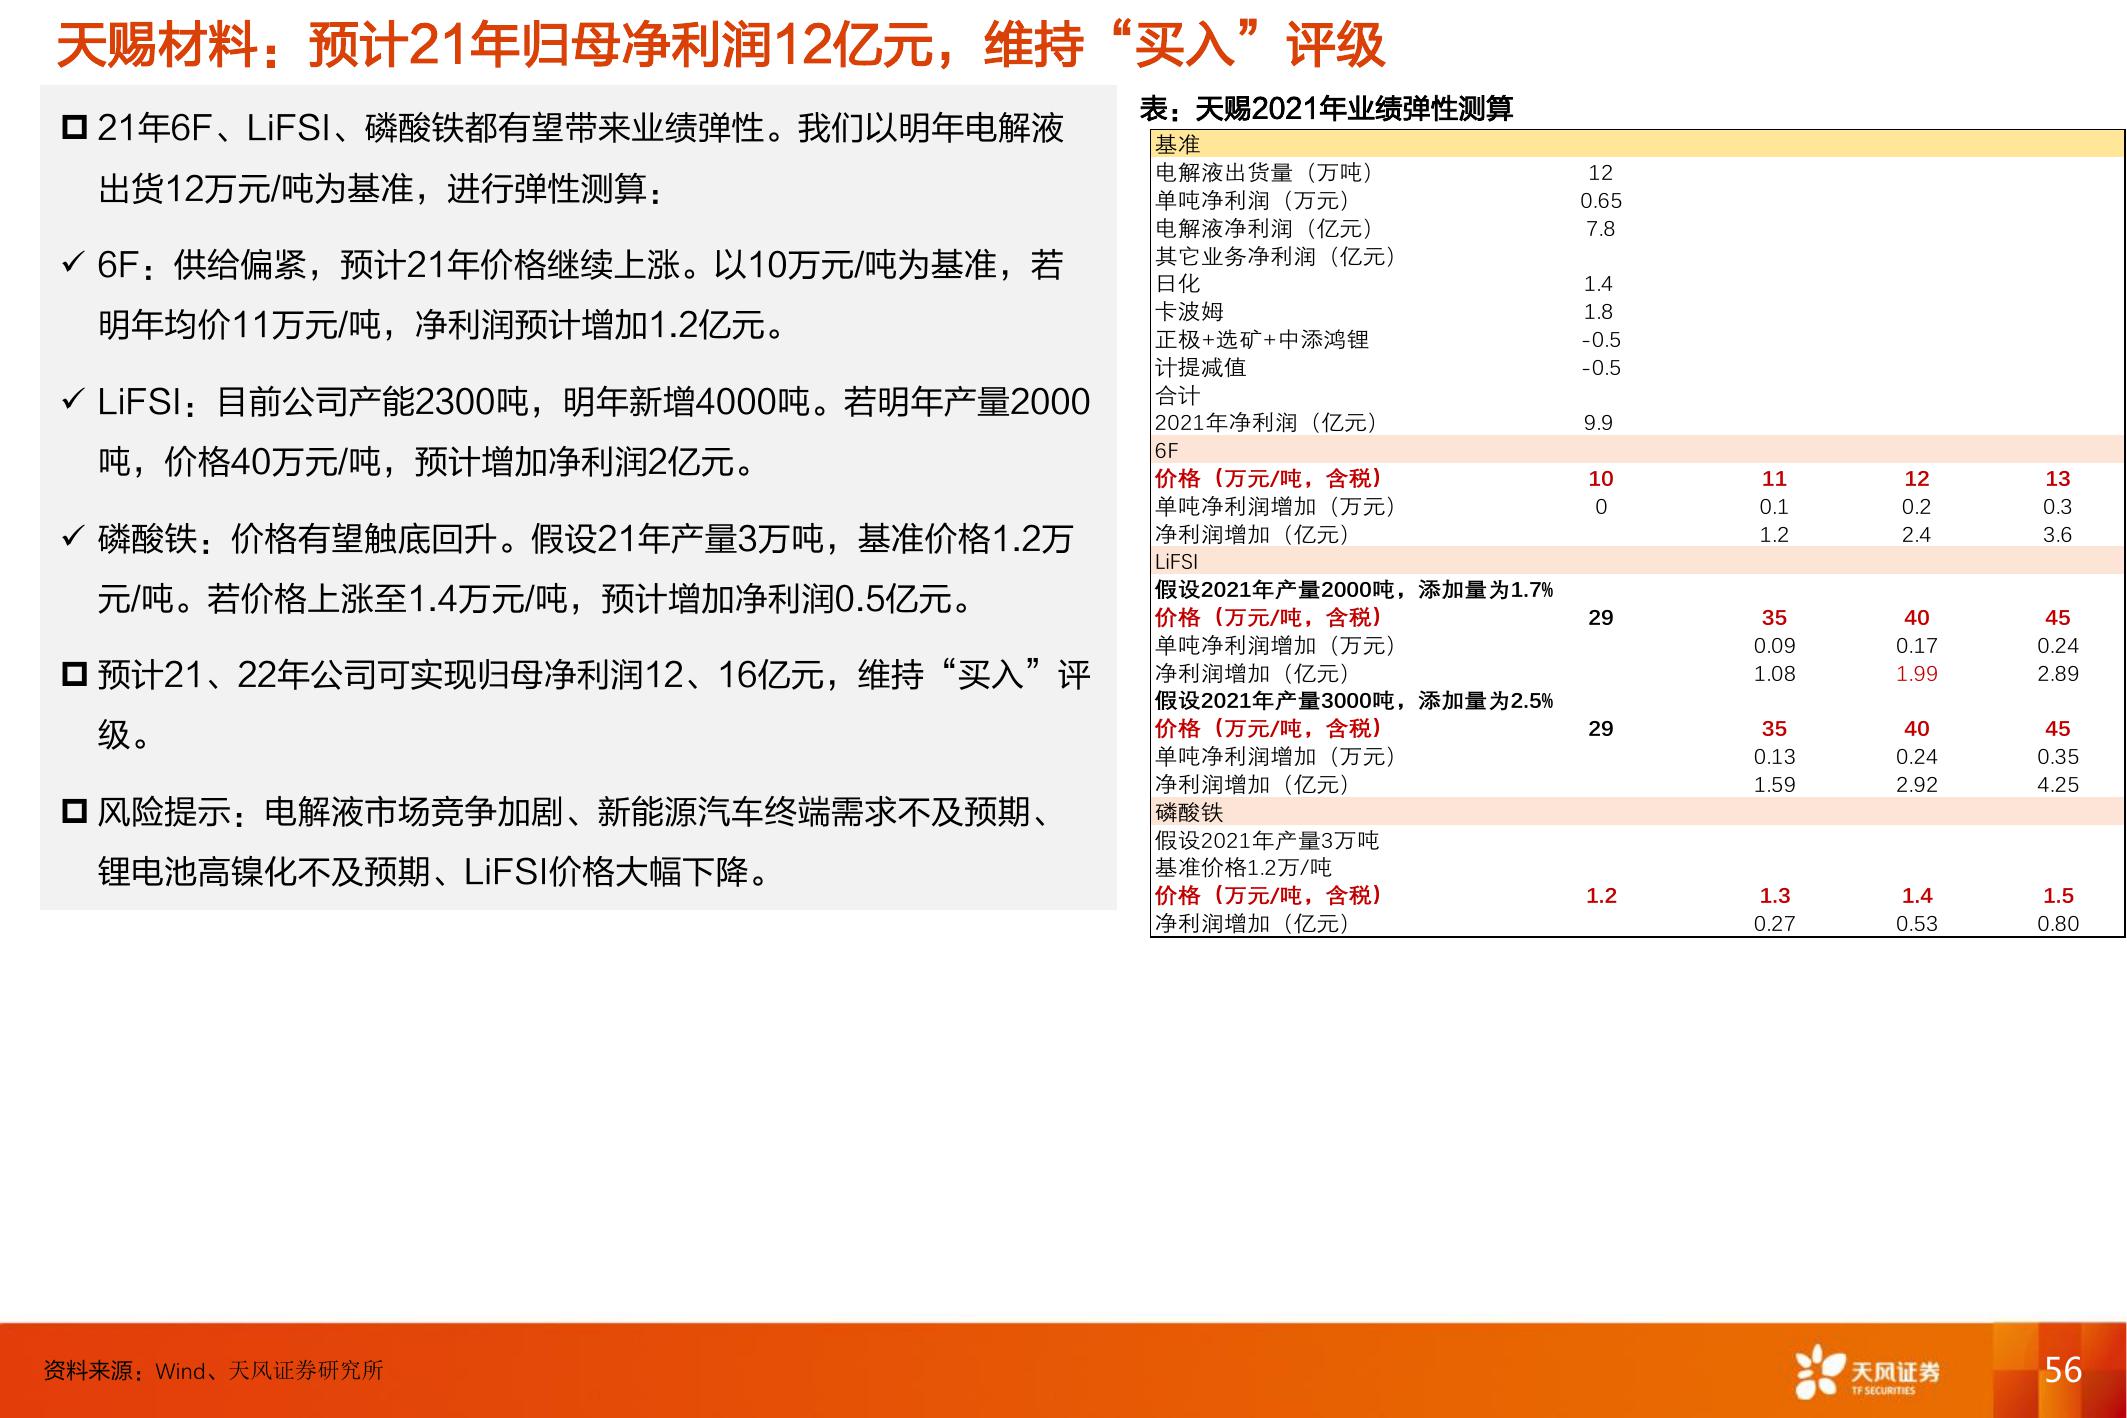 天赐材料：预计21年归母净利润12亿元，维持“买入”评级
21年6F、LiFSI、磷酸铁都有望带来业绩弹性。我们以明年电解液
出货12万元/吨为基准，进行弹性测算：
✓ 6F：供给偏紧，预计21年价格继续上涨。以10万元/吨为基准，若
明年均价11万元/吨，净利润预计增加1.2亿元。
✓ LiFSI：目前公司产能2300吨，明年新增4000吨。若明年产量2000
吨，价格40万元/吨，预计增加净利润2亿元。
✓ 磷酸铁：价格有望触底回升。假设21年产量3万吨，基准价格1.2万
元/吨。若价格上涨至1.4万元/吨，预计增加净利润0.5亿元。
预计21、22年公司可实现归母净利润12、16亿元，维持“买入”评
级。
风险提示：电解液市场竞争加剧、新能源汽车终端需求不及预期、
锂电池高镍化不及预期、LiFSI价格大幅下降。
表：天赐2021年业绩弹性测算
基准
电解液出货量（万吨） 12
单吨净利润（万元） 0.65
电解液净利润（亿元） 7.8
其它业务净利润（亿元）
日化 1.4
卡波姆 1.8
正极+选矿+中添鸿锂 -0.5
计提减值 -0.5
合计
2021年净利润（亿元） 9.9
6F
价格（万元/吨，含税） 10 11 12 13
单吨净利润增加（万元） 0 0.1 0.2 0.3
净利润增加（亿元） 1.2 2.4 3.6
LiFSI
假设2021年产量2000吨，添加量为1.7%
价格（万元/吨，含税） 29 35 40 45
单吨净利润增加（万元） 0.09 0.17 0.24
净利润增加（亿元） 1.08 1.99 2.89
假设2021年产量3000吨，添加量为2.5%
价格（万元/吨，含税） 29 35 40 45
单吨净利润增加（万元） 0.13 0.24 0.35
净利润增加（亿元） 1.59 2.92 4.25
磷酸铁
假设2021年产量3万吨
基准价格1.2万/吨
价格（万元/吨，含税） 1.2 1.3 1.4 1.5
净利润增加（亿元） 0.27 0.53 0.80
资料来源：Wind、天风证券研究所
天风证券
TF SECURITIES
56